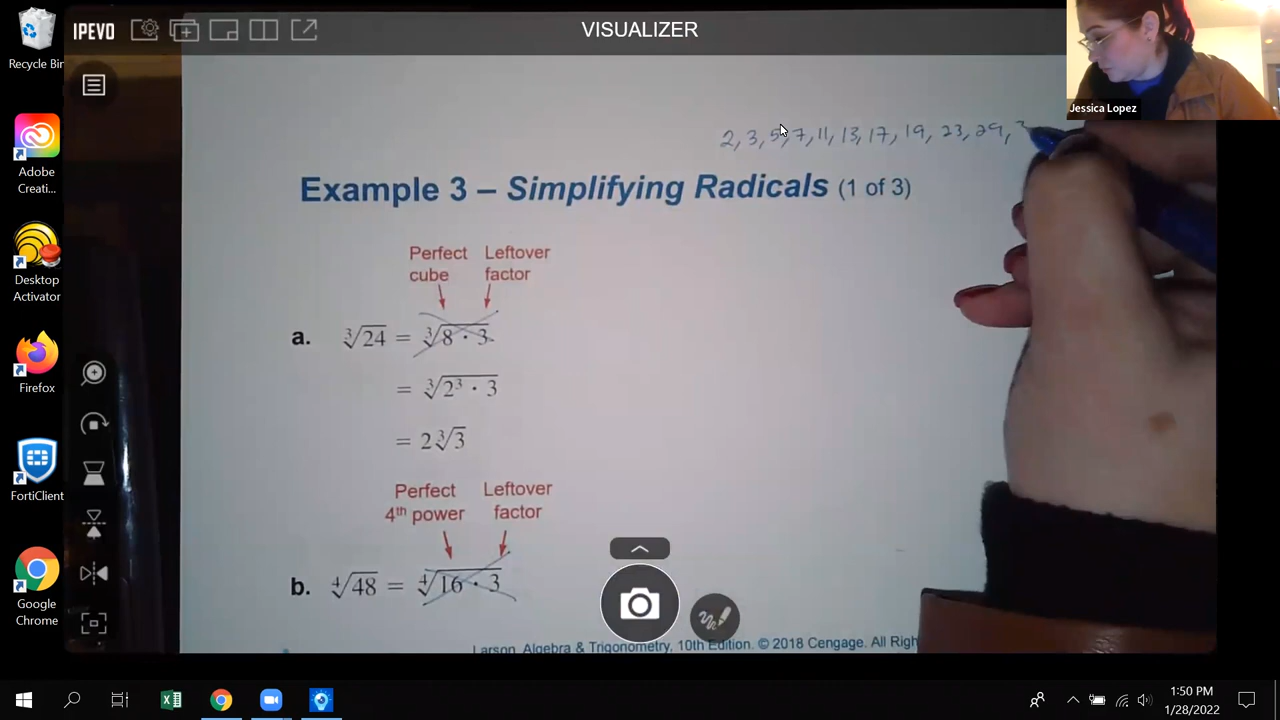 Recycle Bin
Adobe
Creati...
Desktop
Activator
Firefox
FortiClient
Google
Chrome
IPEVO
VISUALIZER
Jessica Lopez
2, 3, 5, 7, 11, 13, 17, 19, 23, 29, 3
Example 3 – Simplifying Radicals (1 of 3)
Perfect cube Leftover factor
a. ∛24 = ∛8 · 3
= ∛2³ · 3
= 2∛3
Perfect 4th power Leftover factor
b. ∜48 = ∜16 · 3
Larson, Algebra & Trigonometry, 10th Edition. © 2018 Cengage. All Righ
1:50 PM
1/28/2022